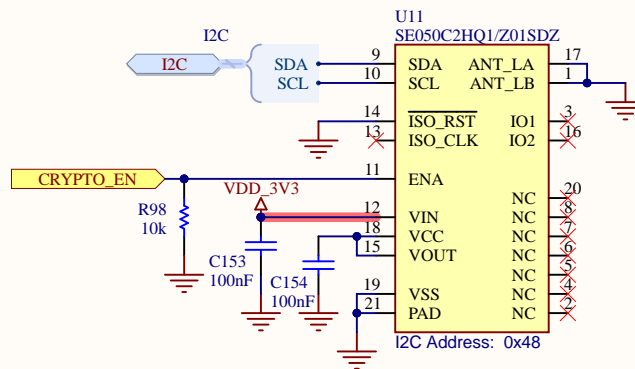 U11
SE050C2HQ1/Z01SDZ
I2C
I2C
SDA
SCL
9
10
SDA
SCL
ANT_LA
ANT_LB
17
1
14
13
ISO_RST
ISO_CLK
IO1
IO2
3
16
CRYPTO_EN
11
ENA
R98
10k
VDD_3V3
12
18
15
VIN
VCC
VOUT
C153
100nF
C154
100nF
19
21
VSS
PAD
NC
NC
NC
NC
NC
NC
NC
20
8
7
6
5
4
2
I2C Address: 0x48